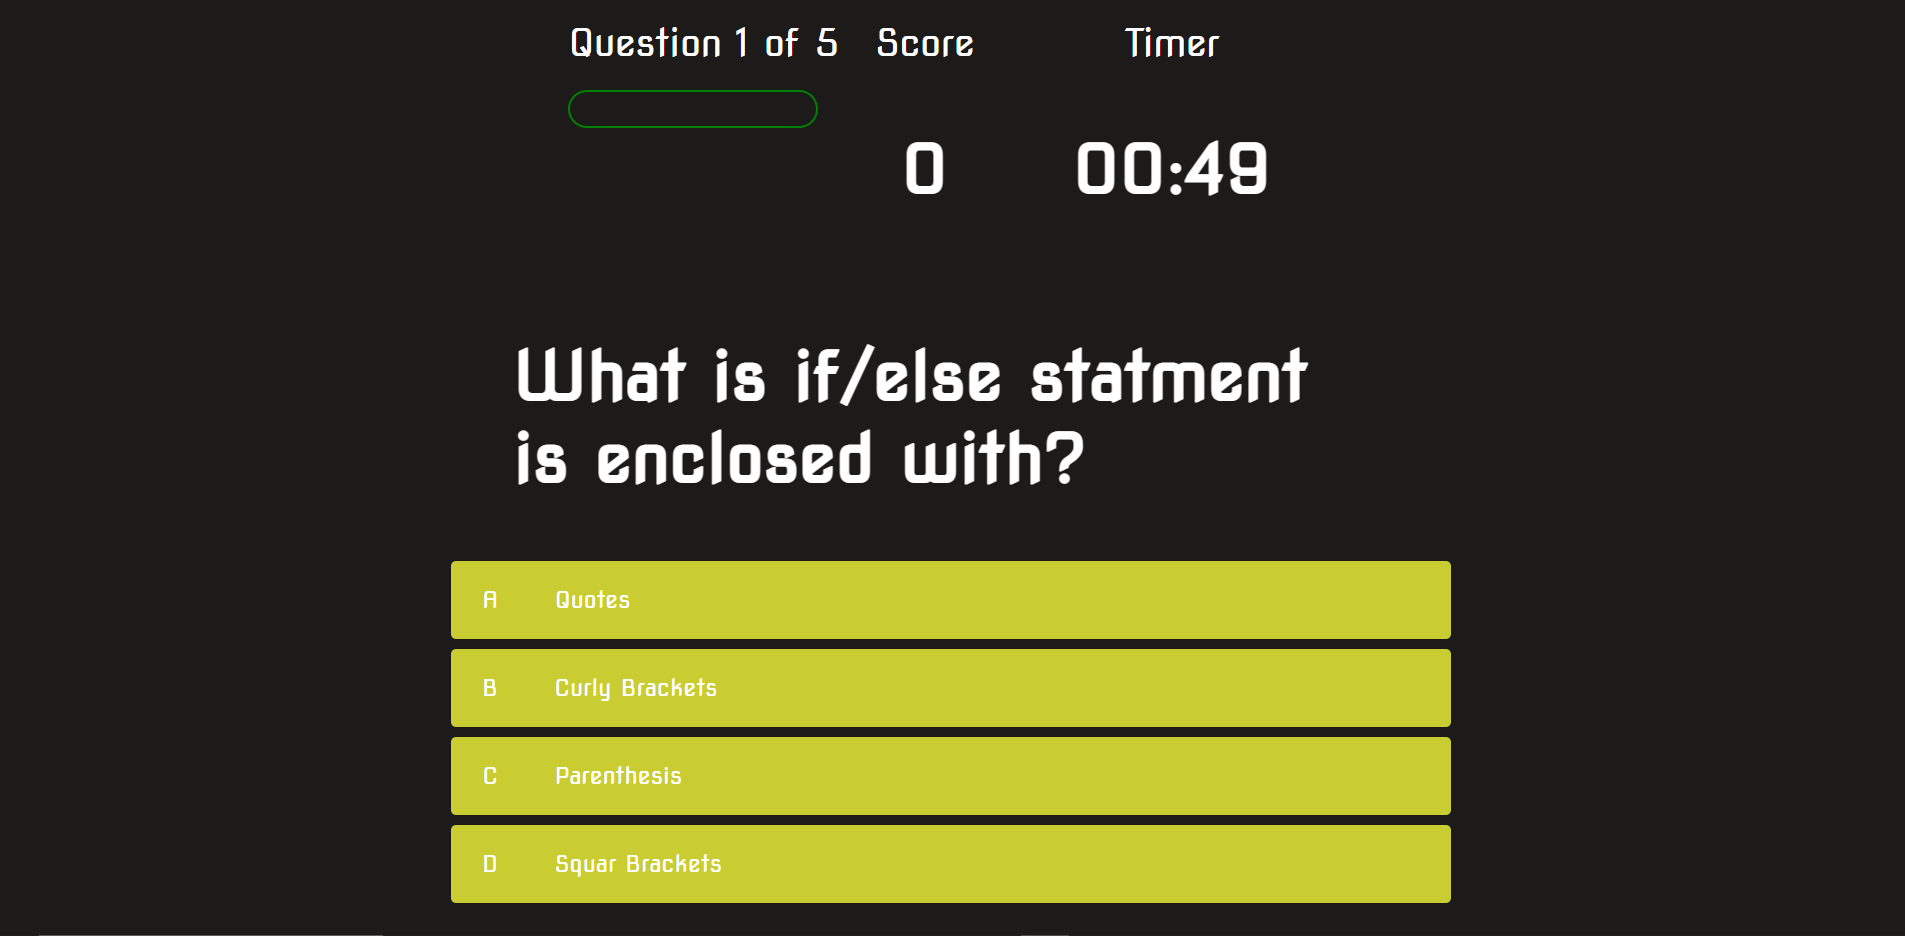 Question 1 of 5 Score Timer
0 00:49
What is if/else statment
is enclosed with?
A Quotes
B Curly Brackets
C Parenthesis
D Squar Brackets